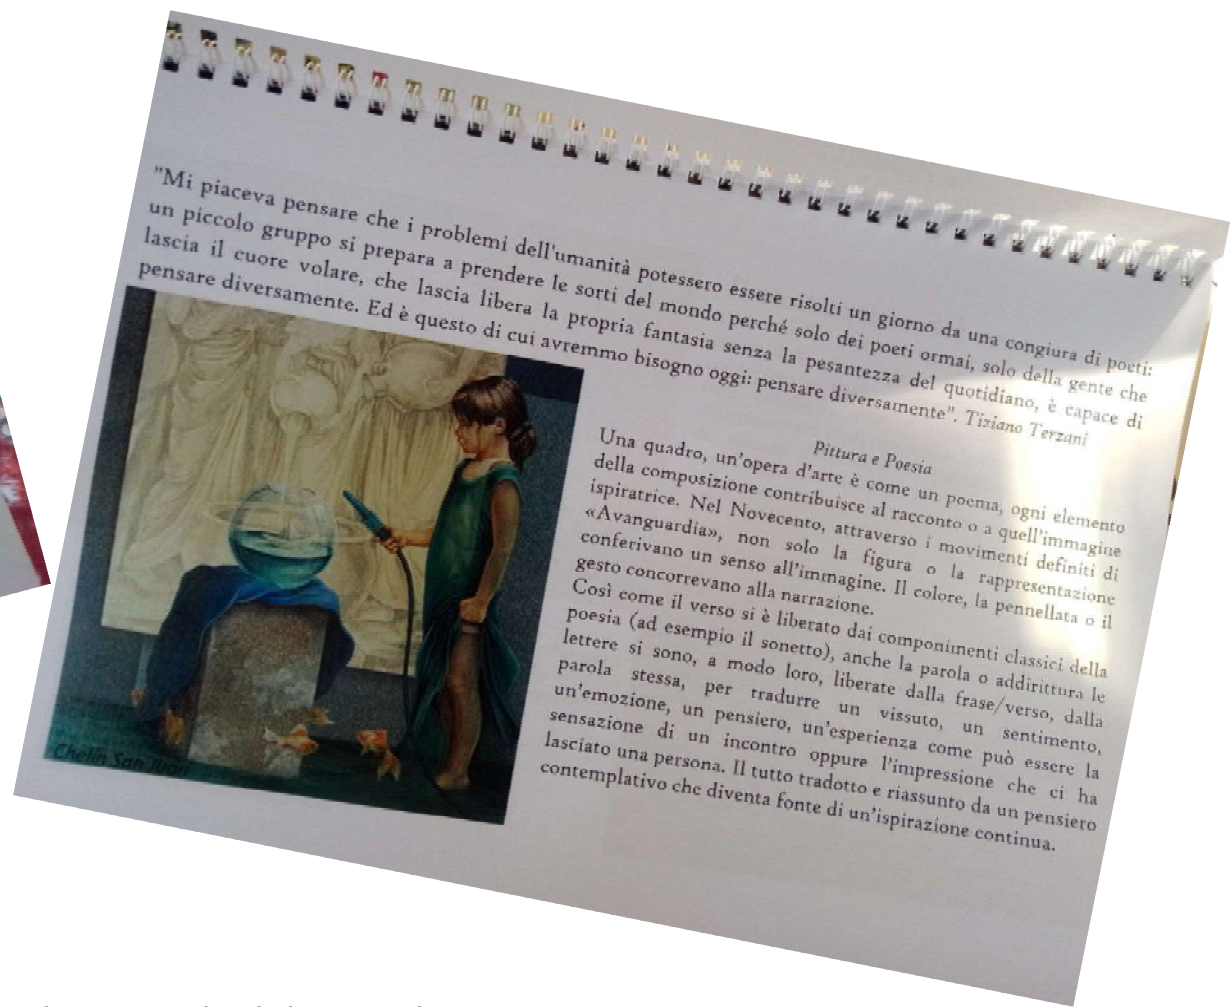 "Mi piaceva pensare che i problemi dell'umanità potessero essere risolti un giorno da una congiura di poeti:
un piccolo gruppo si prepara a prendere le sorti del mondo perché solo dei poeti ormai, solo della gente che
lascia il cuore volare, che lascia libera la propria fantasia senza la pesantezza del quotidiano, è capace di
pensare diversamente. Ed è questo di cui avremmo bisogno oggi: pensare diversamente". Tiziano Terzani
Pittura e Poesia
Una quadro, un'opera d'arte è come un poema, ogni elemento
della composizione contribuisce al racconto o a quell'immagine
ispiratrice. Nel Novecento, attraverso i movimenti definiti di
«Avanguardia», non solo la figura o la rappresentazione
conferivano un senso all'immagine. Il colore, la pennellata o il
gesto concorrevano alla narrazione.
Così come il verso si è liberato dai componimenti classici della
poesia (ad esempio il sonetto), anche la parola o addirittura le
lettere si sono, a modo loro, liberate dalla frase/verso, dalla
parola stessa, per tradurre un vissuto, un sentimento,
un'emozione, un pensiero, un'esperienza come può essere la
sensazione di un incontro oppure l'impressione che ci ha
lasciato una persona. Il tutto tradotto e riassunto da un pensiero
contemplativo che diventa fonte di un'ispirazione continua.
Chelin San Juan